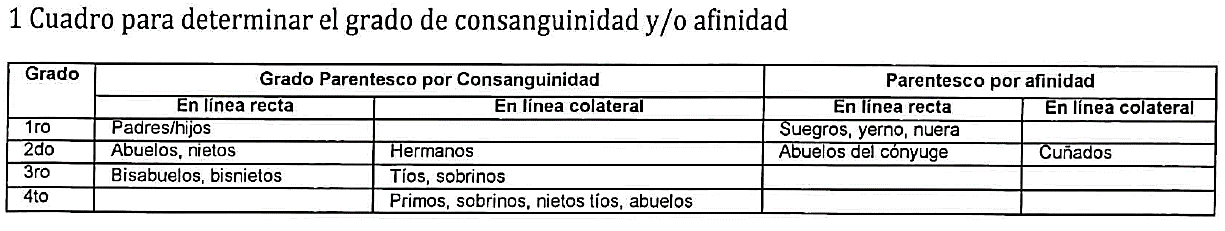 1 Cuadro para determinar el grado de consanguinidad y/o afinidad
Grado Grado Parentesco por Consanguinidad Parentesco por afinidad
En línea recta En línea colateral En línea recta En línea colateral
1ro Padres/hijos Suegros, yerno, nuera
2do Abuelos, nietos Hermanos Abuelos del cónyuge Cuñados
3ro Bisabuelos, bisnietos Tíos, sobrinos
4to Primos, sobrinos, nietos tíos, abuelos